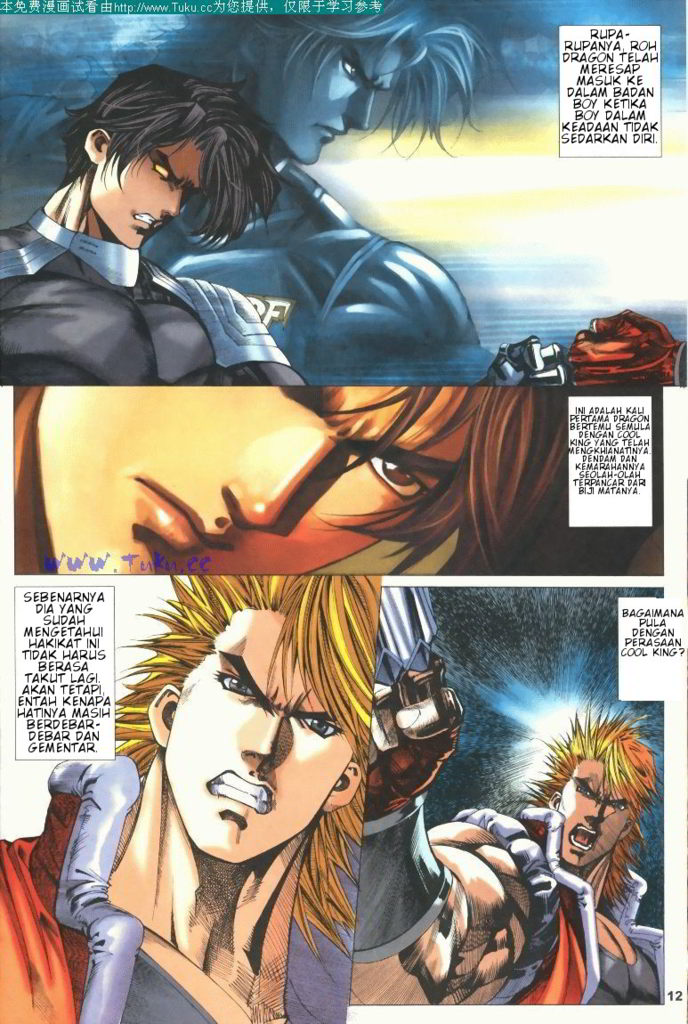 本免费漫画试看由http://www.Tuku.cc为您提供，仅限于学习参考
RUPA-
RUPANYA, ROH
DRAGON TELAH
MERESAP
MASUK KE
DALAM BADAN
BOY KETIKA
BOY DALAM
KEADAAN TIDAK
SEDARKAN DIRI.
INI ADALAH KALI
PERTAMA DRAGON
BERTEMU SEMULA
DENGAN COOL
KING YANG TELAH
MENGKHIANATINYA.
DENDAM DAN
KEMARAHANNYA
SEOLAH-OLAH
TERPANCAR DARI
BIJI MATANYA.
www.Tuku.cc
SEBENARNYA
DIA YANG
SUDAH
MENGETAHUI
HAKIKAT INI
TIDAK HARUS
BERASA
TAKUT LAGI.
AKAN TETAPI,
ENTAH KENAPA
HATINYA MASIH
BERDEBAR-
DEBAR DAN
GEMENTAR.
BAGAIMANA
PULA
DENGAN
PERASAAN
COOL KING?
12